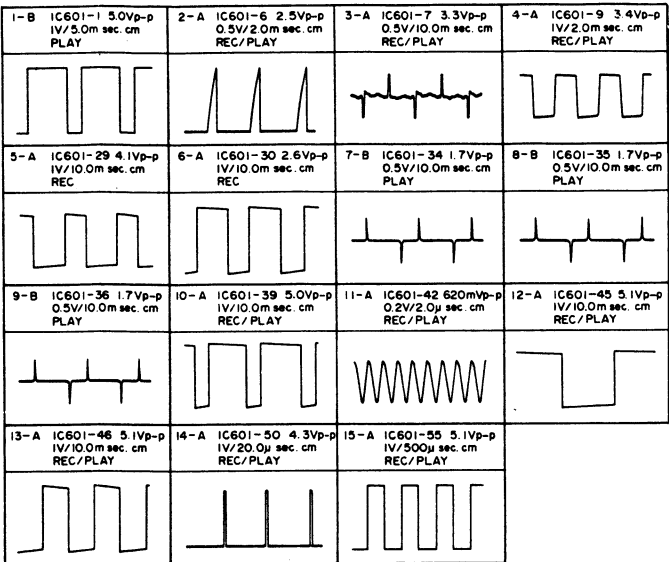 1-B IC601-1 5.0Vp-p
1V/5.0m sec. cm
PLAY
2-A IC601-6 2.5Vp-p
0.5V/2.0m sec. cm
REC/PLAY
3-A IC601-7 3.3Vp-p
0.5V/10.0m sec. cm
REC/PLAY
4-A IC601-9 3.4Vp-p
1V/2.0m sec. cm
REC/PLAY
5-A IC601-29 4.1Vp-p
1V/10.0m sec. cm
REC
6-A IC601-30 2.6Vp-p
1V/10.0m sec. cm
REC
7-B IC601-34 1.7Vp-p
0.5V/10.0m sec. cm
PLAY
8-B IC601-35 1.7Vp-p
0.5V/10.0m sec. cm
PLAY
9-B IC601-36 1.7Vp-p
0.5V/10.0m sec. cm
PLAY
10-A IC601-39 5.0Vp-p
1V/10.0m sec. cm
REC/PLAY
11-A IC601-42 620mVp-p
0.2V/2.0µ sec. cm
REC/PLAY
12-A IC601-45 5.1Vp-p
1V/10.0m sec. cm
REC/PLAY
13-A IC601-46 5.1Vp-p
1V/10.0m sec. cm
REC/PLAY
14-A IC601-50 4.3Vp-p
1V/20.0µ sec. cm
REC/PLAY
15-A IC601-55 5.1Vp-p
1V/500µ sec. cm
REC/PLAY